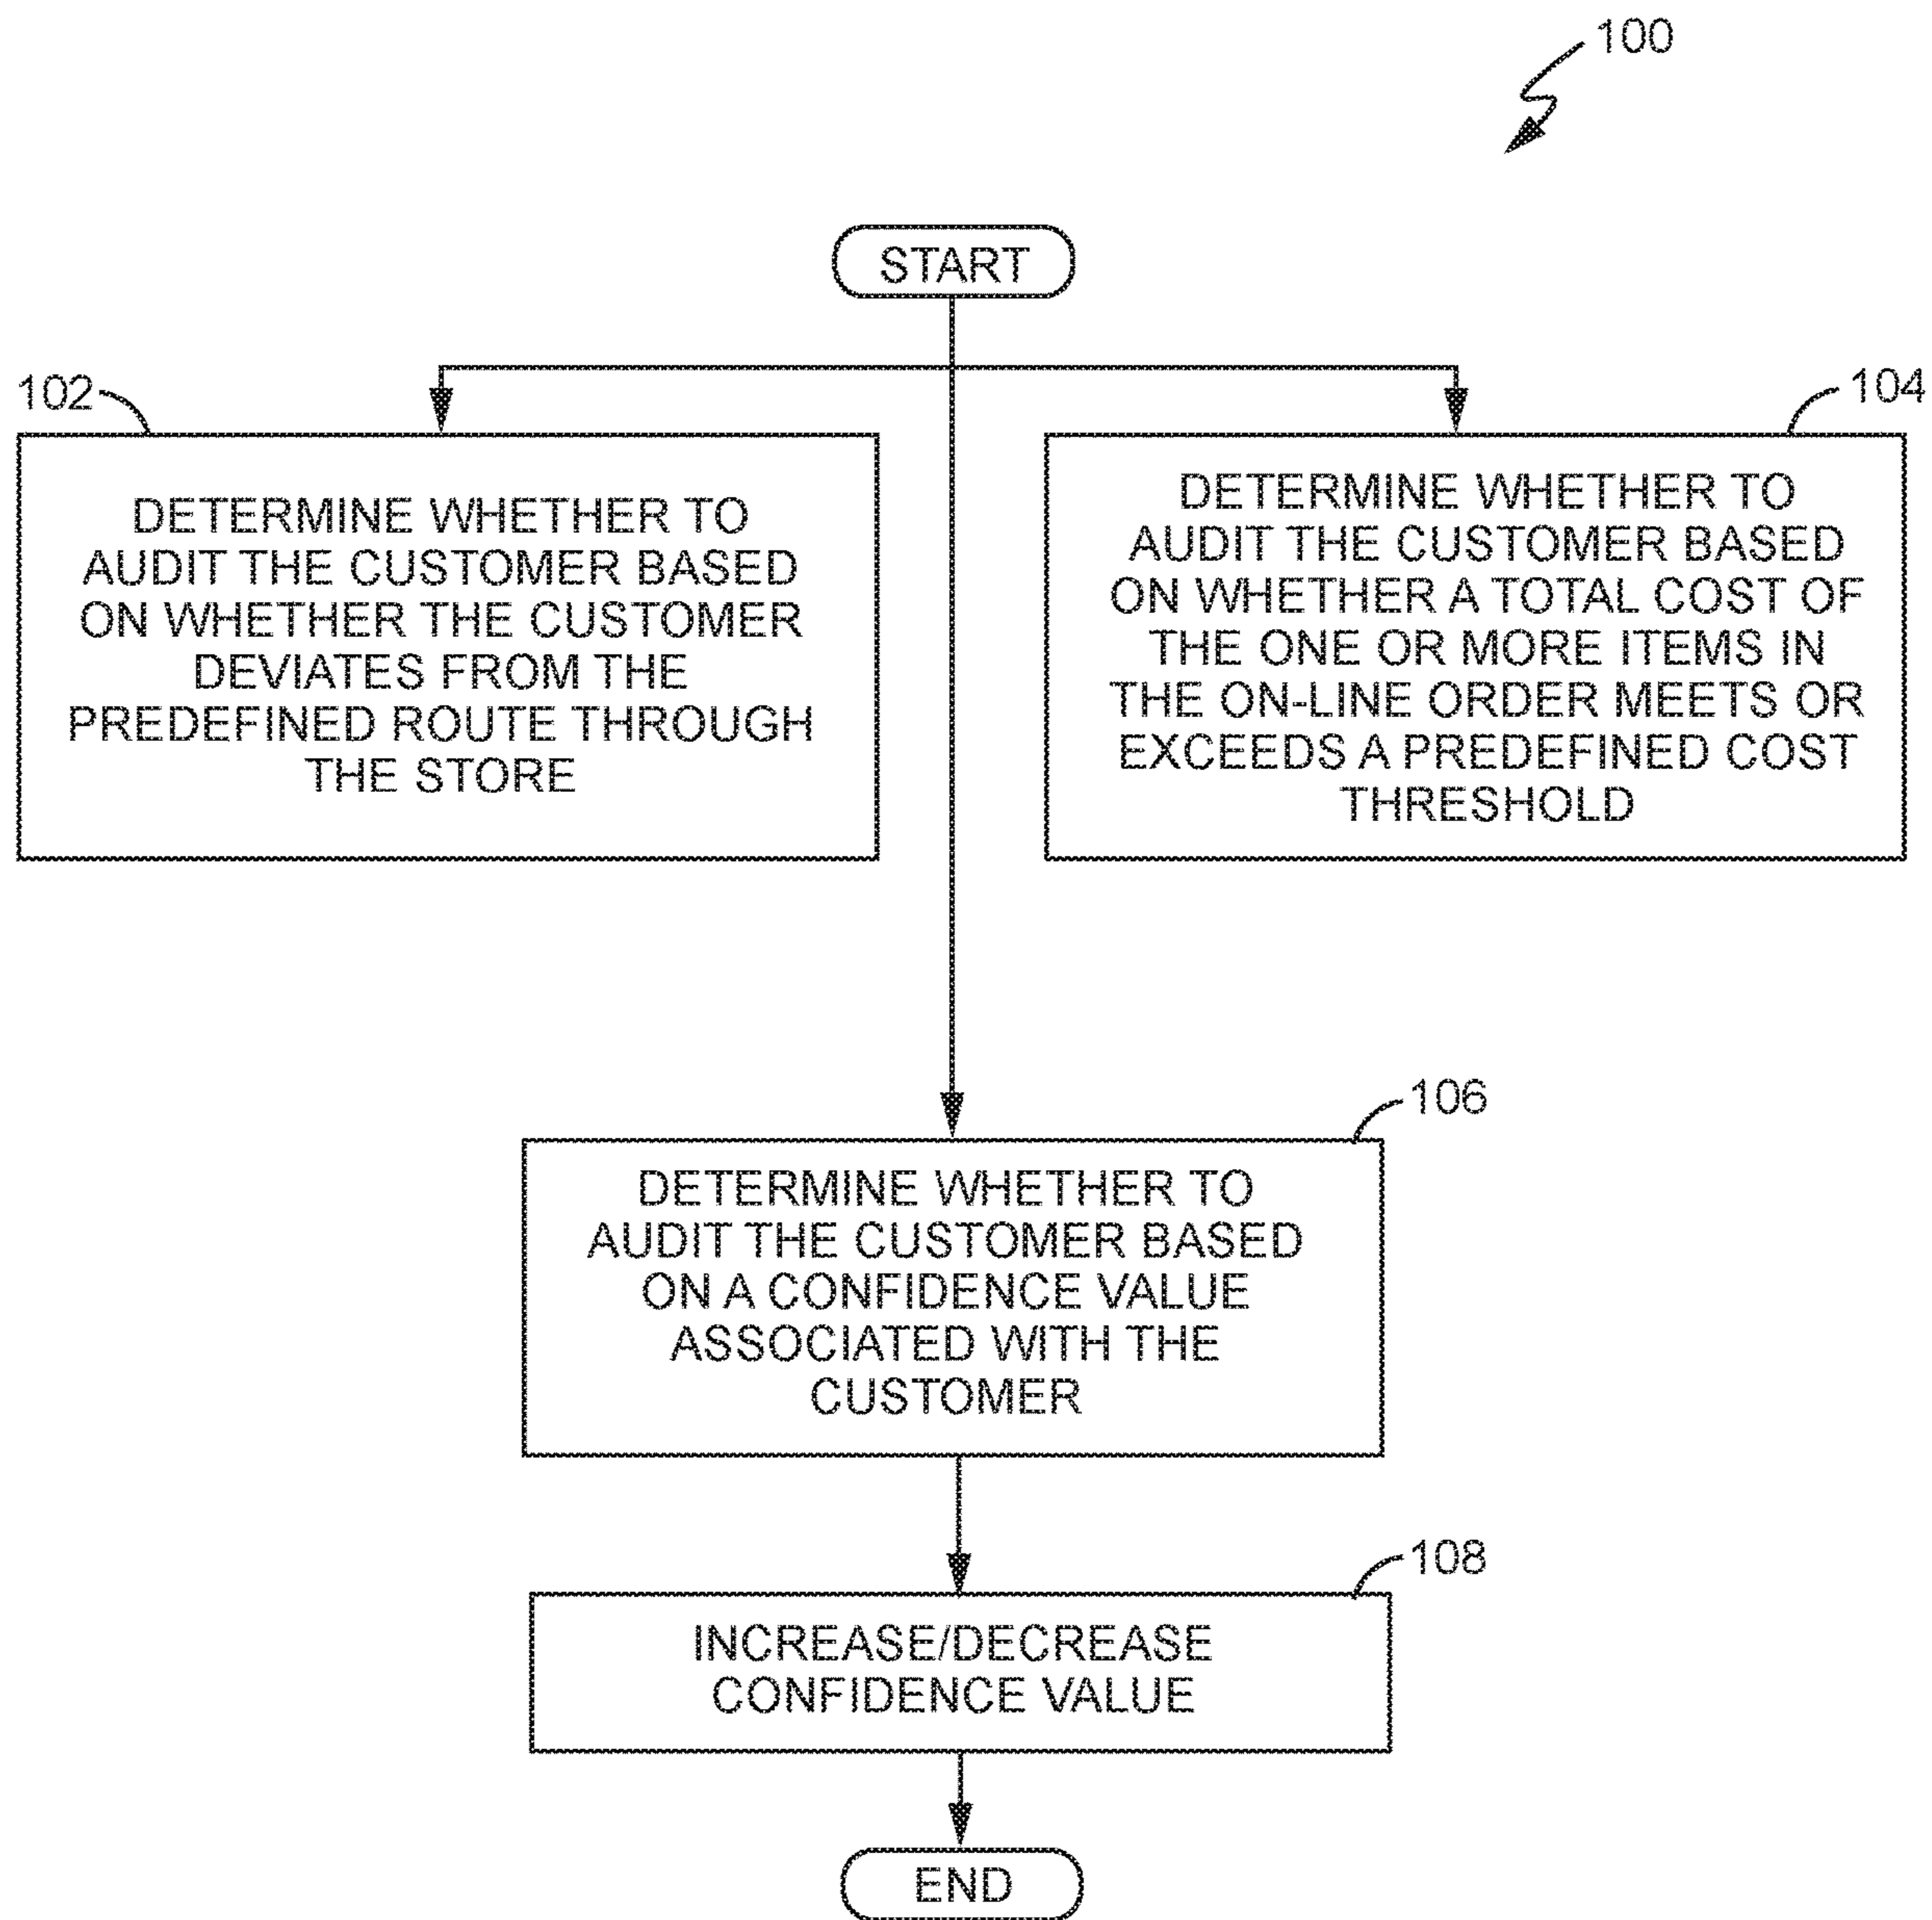 100
START
102
DETERMINE WHETHER TO
AUDIT THE CUSTOMER BASED
ON WHETHER THE CUSTOMER
DEVIATES FROM THE
PREDEFINED ROUTE THROUGH
THE STORE
104
DETERMINE WHETHER TO
AUDIT THE CUSTOMER BASED
ON WHETHER A TOTAL COST OF
THE ONE OR MORE ITEMS IN
THE ON-LINE ORDER MEETS OR
EXCEEDS A PREDEFINED COST
THRESHOLD
106
DETERMINE WHETHER TO
AUDIT THE CUSTOMER BASED
ON A CONFIDENCE VALUE
ASSOCIATED WITH THE
CUSTOMER
108
INCREASE/DECREASE
CONFIDENCE VALUE
END